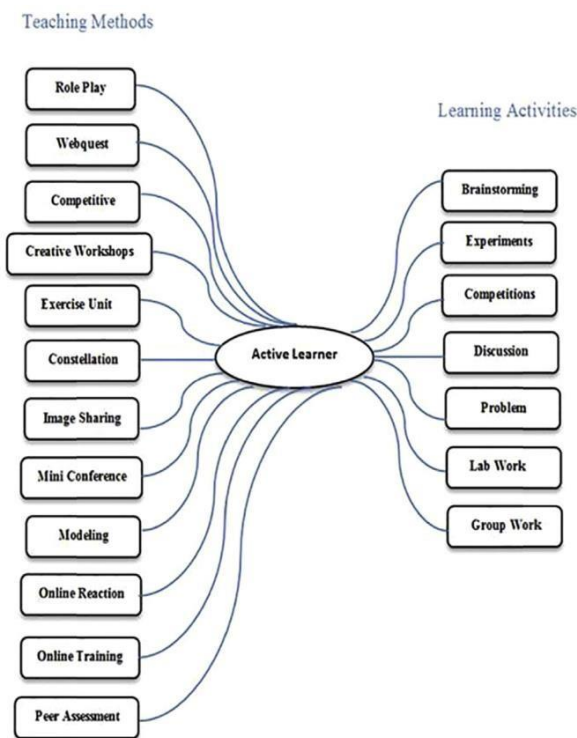 Teaching Methods
Role Play
Webquest
Competitive
Creative Workshops
Exercise Unit
Constellation
Image Sharing
Mini Conference
Modeling
Online Reaction
Online Training
Peer Assessment
Active Learner
Learning Activities
Brainstorming
Experiments
Competitions
Discussion
Problem
Lab Work
Group Work